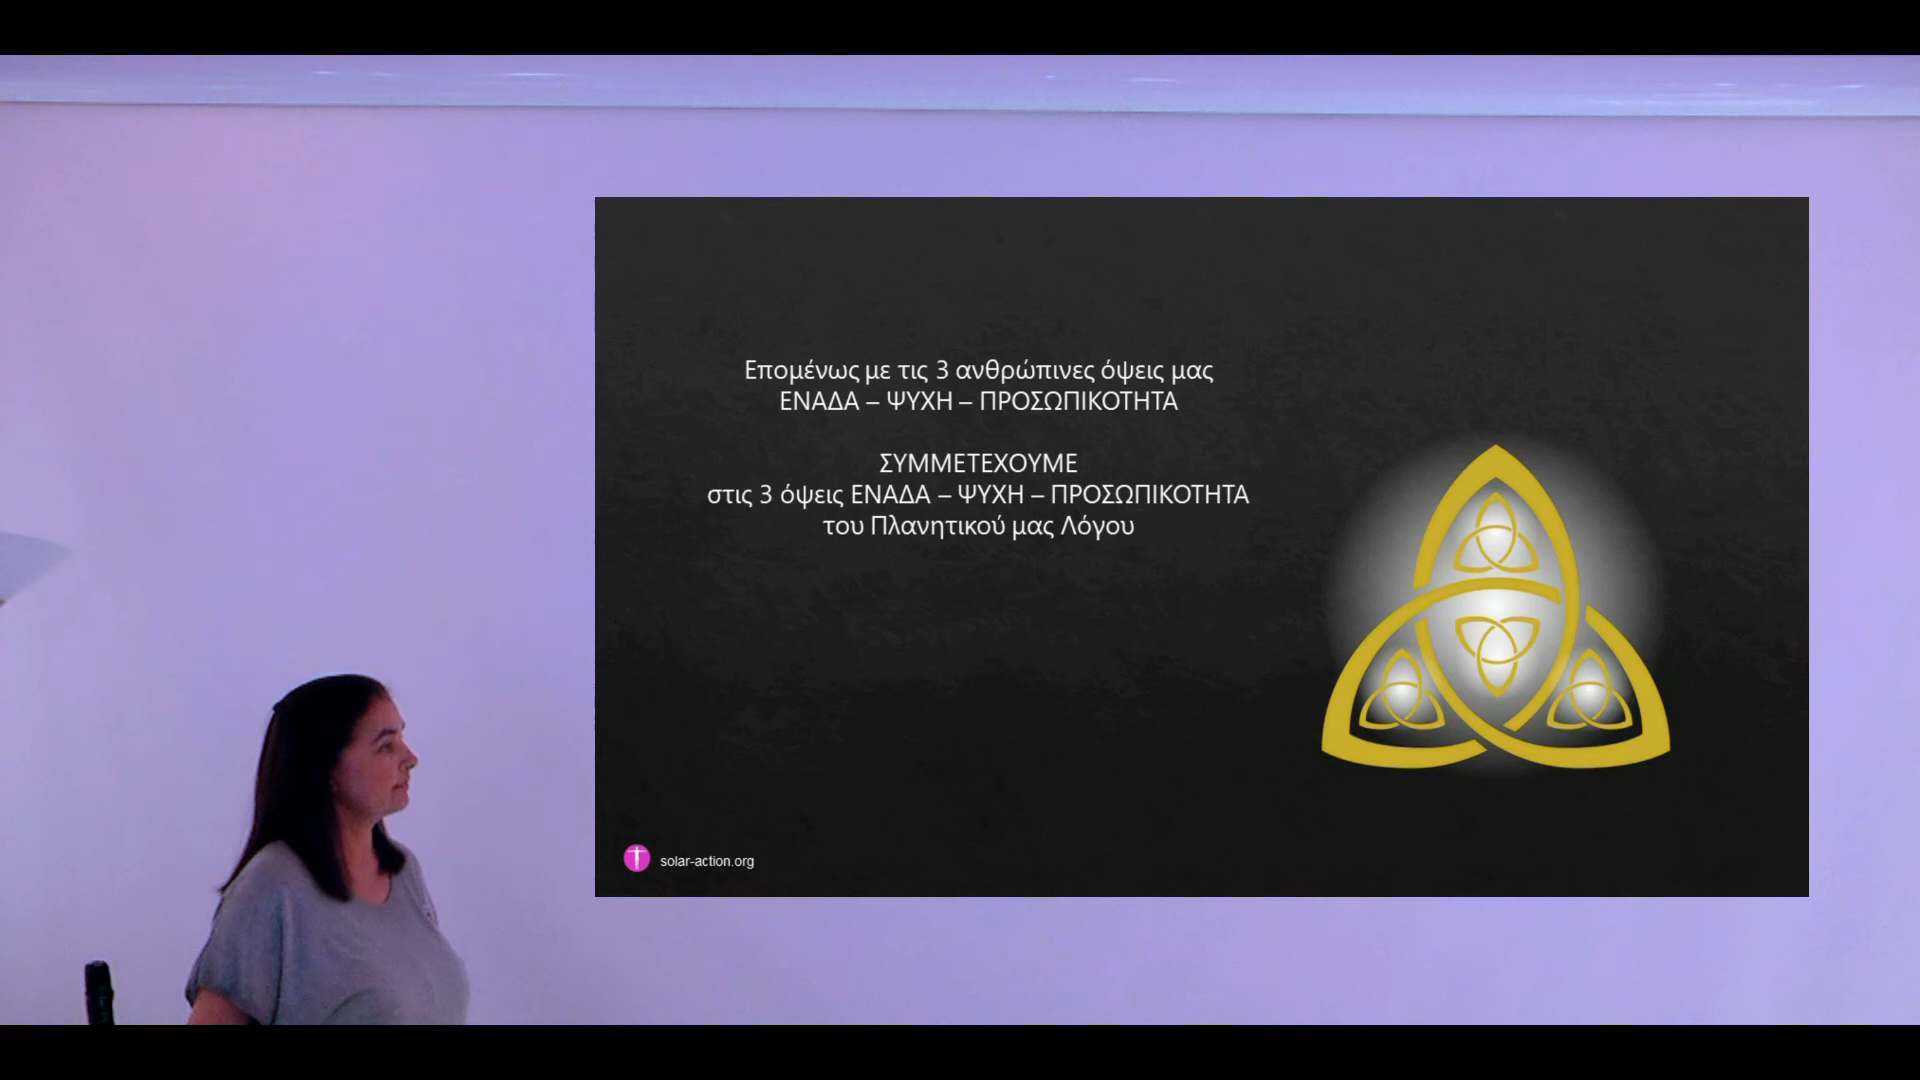 Επομένως με τις 3 ανθρώπινες όψεις μας
ΕΝΑΔΑ – ΨΥΧΗ – ΠΡΟΣΩΠΙΚΟΤΗΤΑ
ΣΥΜΜΕΤΕΧΟΥΜΕ
στις 3 όψεις ΕΝΑΔΑ – ΨΥΧΗ – ΠΡΟΣΩΠΙΚΟΤΗΤΑ
του Πλανητικού μας Λόγου
solar-action.org